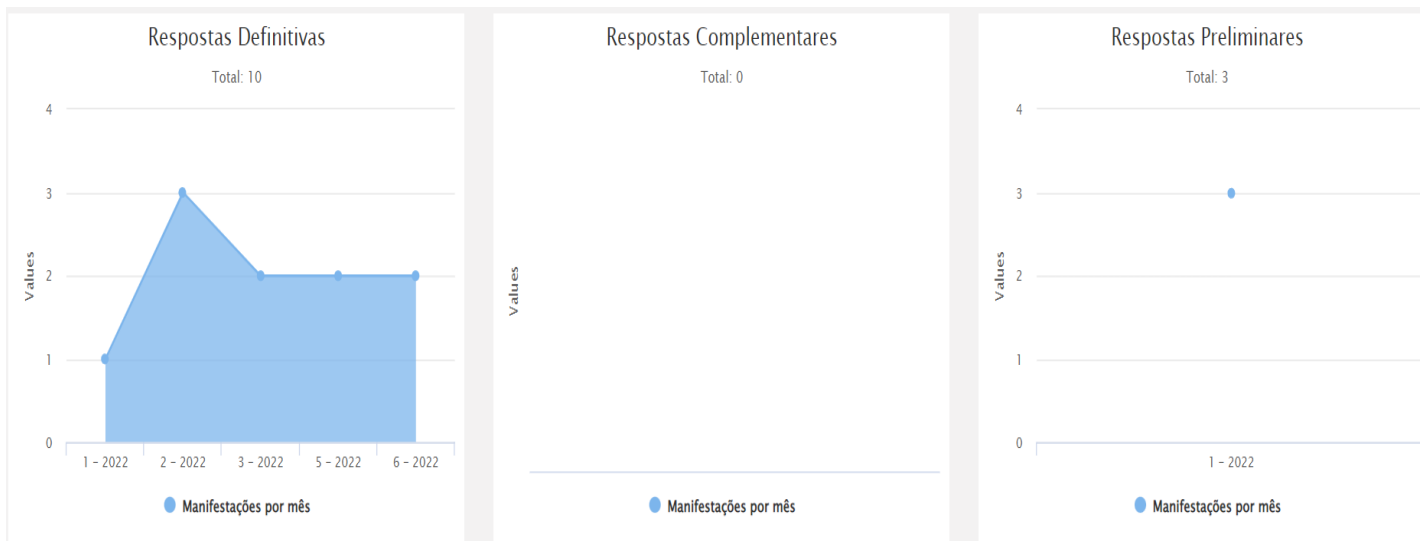 Respostas Definitivas
Total: 10
4
3
2
1
0
Values
1 - 2022
2 - 2022
3 - 2022
5 - 2022
6 - 2022
Manifestações por mês
Respostas Complementares
Total: 0
Values
Manifestações por mês
Respostas Preliminares
Total: 3
4
3
2
1
0
Values
1 - 2022
Manifestações por mês